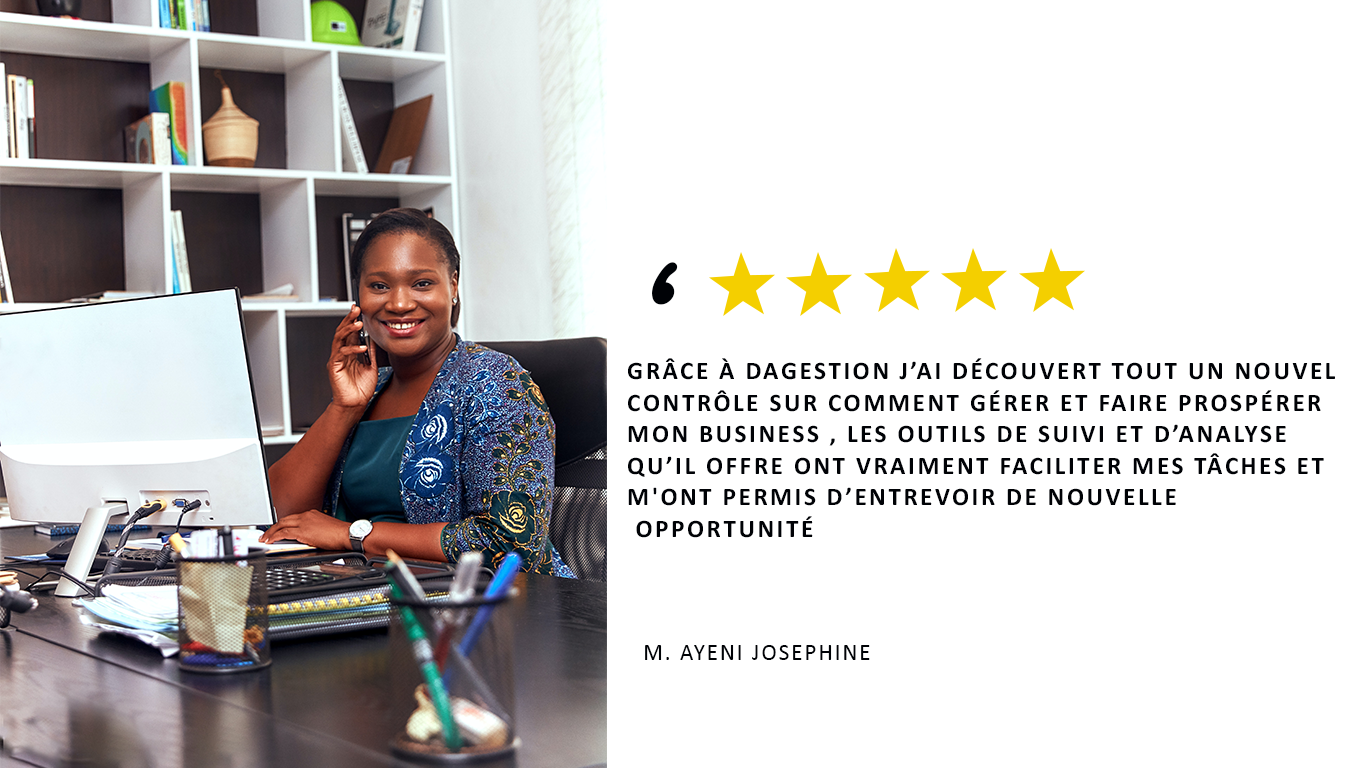 ‘
GRÂCE À DAGESTION J’AI DÉCOUVERT TOUT UN NOUVEL
CONTRÔLE SUR COMMENT GÉRER ET FAIRE PROSPÉRER
MON BUSINESS , LES OUTILS DE SUIVI ET D’ANALYSE
QU’IL OFFRE ONT VRAIMENT FACILITER MES TÂCHES ET
M'ONT PERMIS D’ENTREVOIR DE NOUVELLE
OPPORTUNITÉ
M. AYENI JOSEPHINE